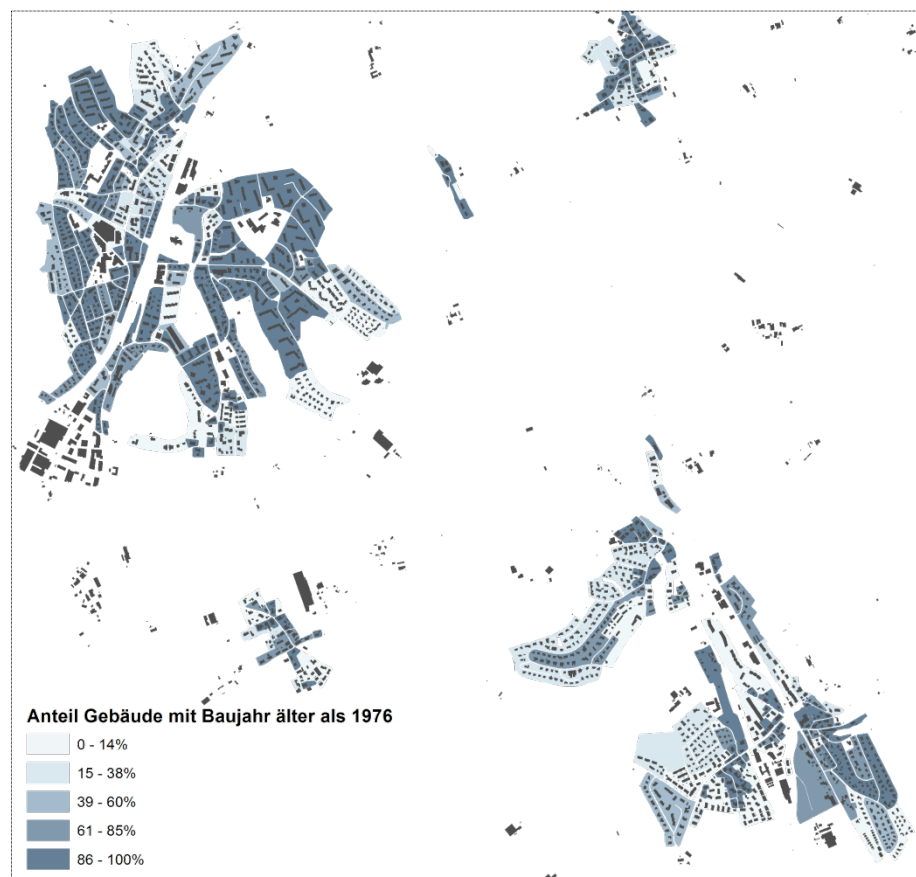 Anteil Gebäude mit Baujahr älter als 1976
0 - 14%
15 - 38%
39 - 60%
61 - 85%
86 - 100%